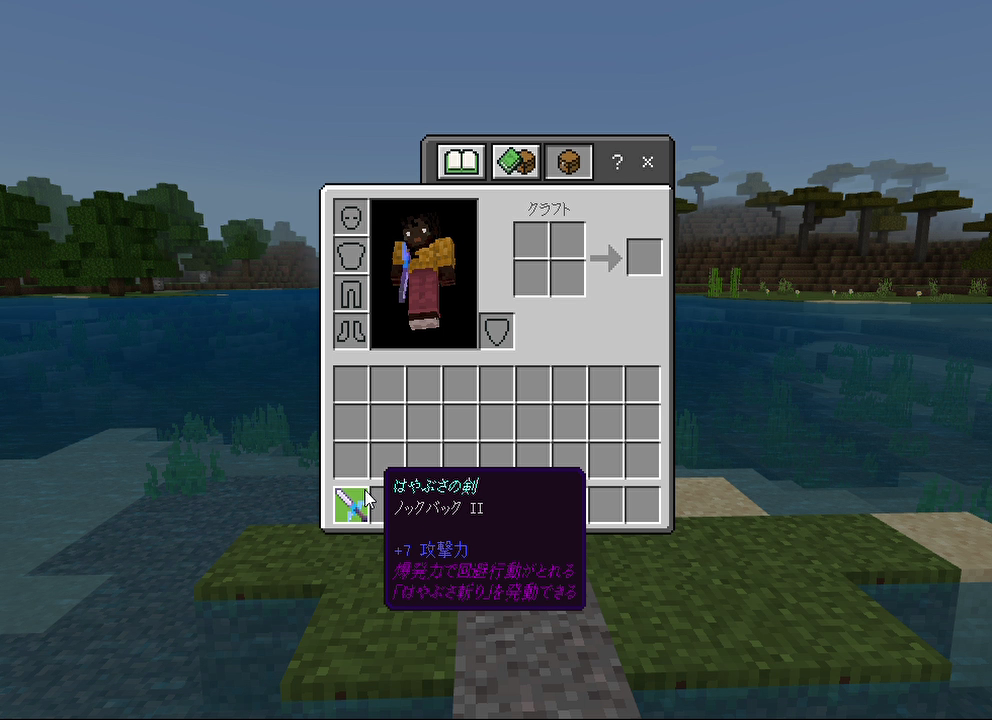 ?
クラフト
はやぶさの剣
ノックバック II
+7 攻撃力
爆発力で回避行動がとれる
「はやぶさ斬り」を発動できる